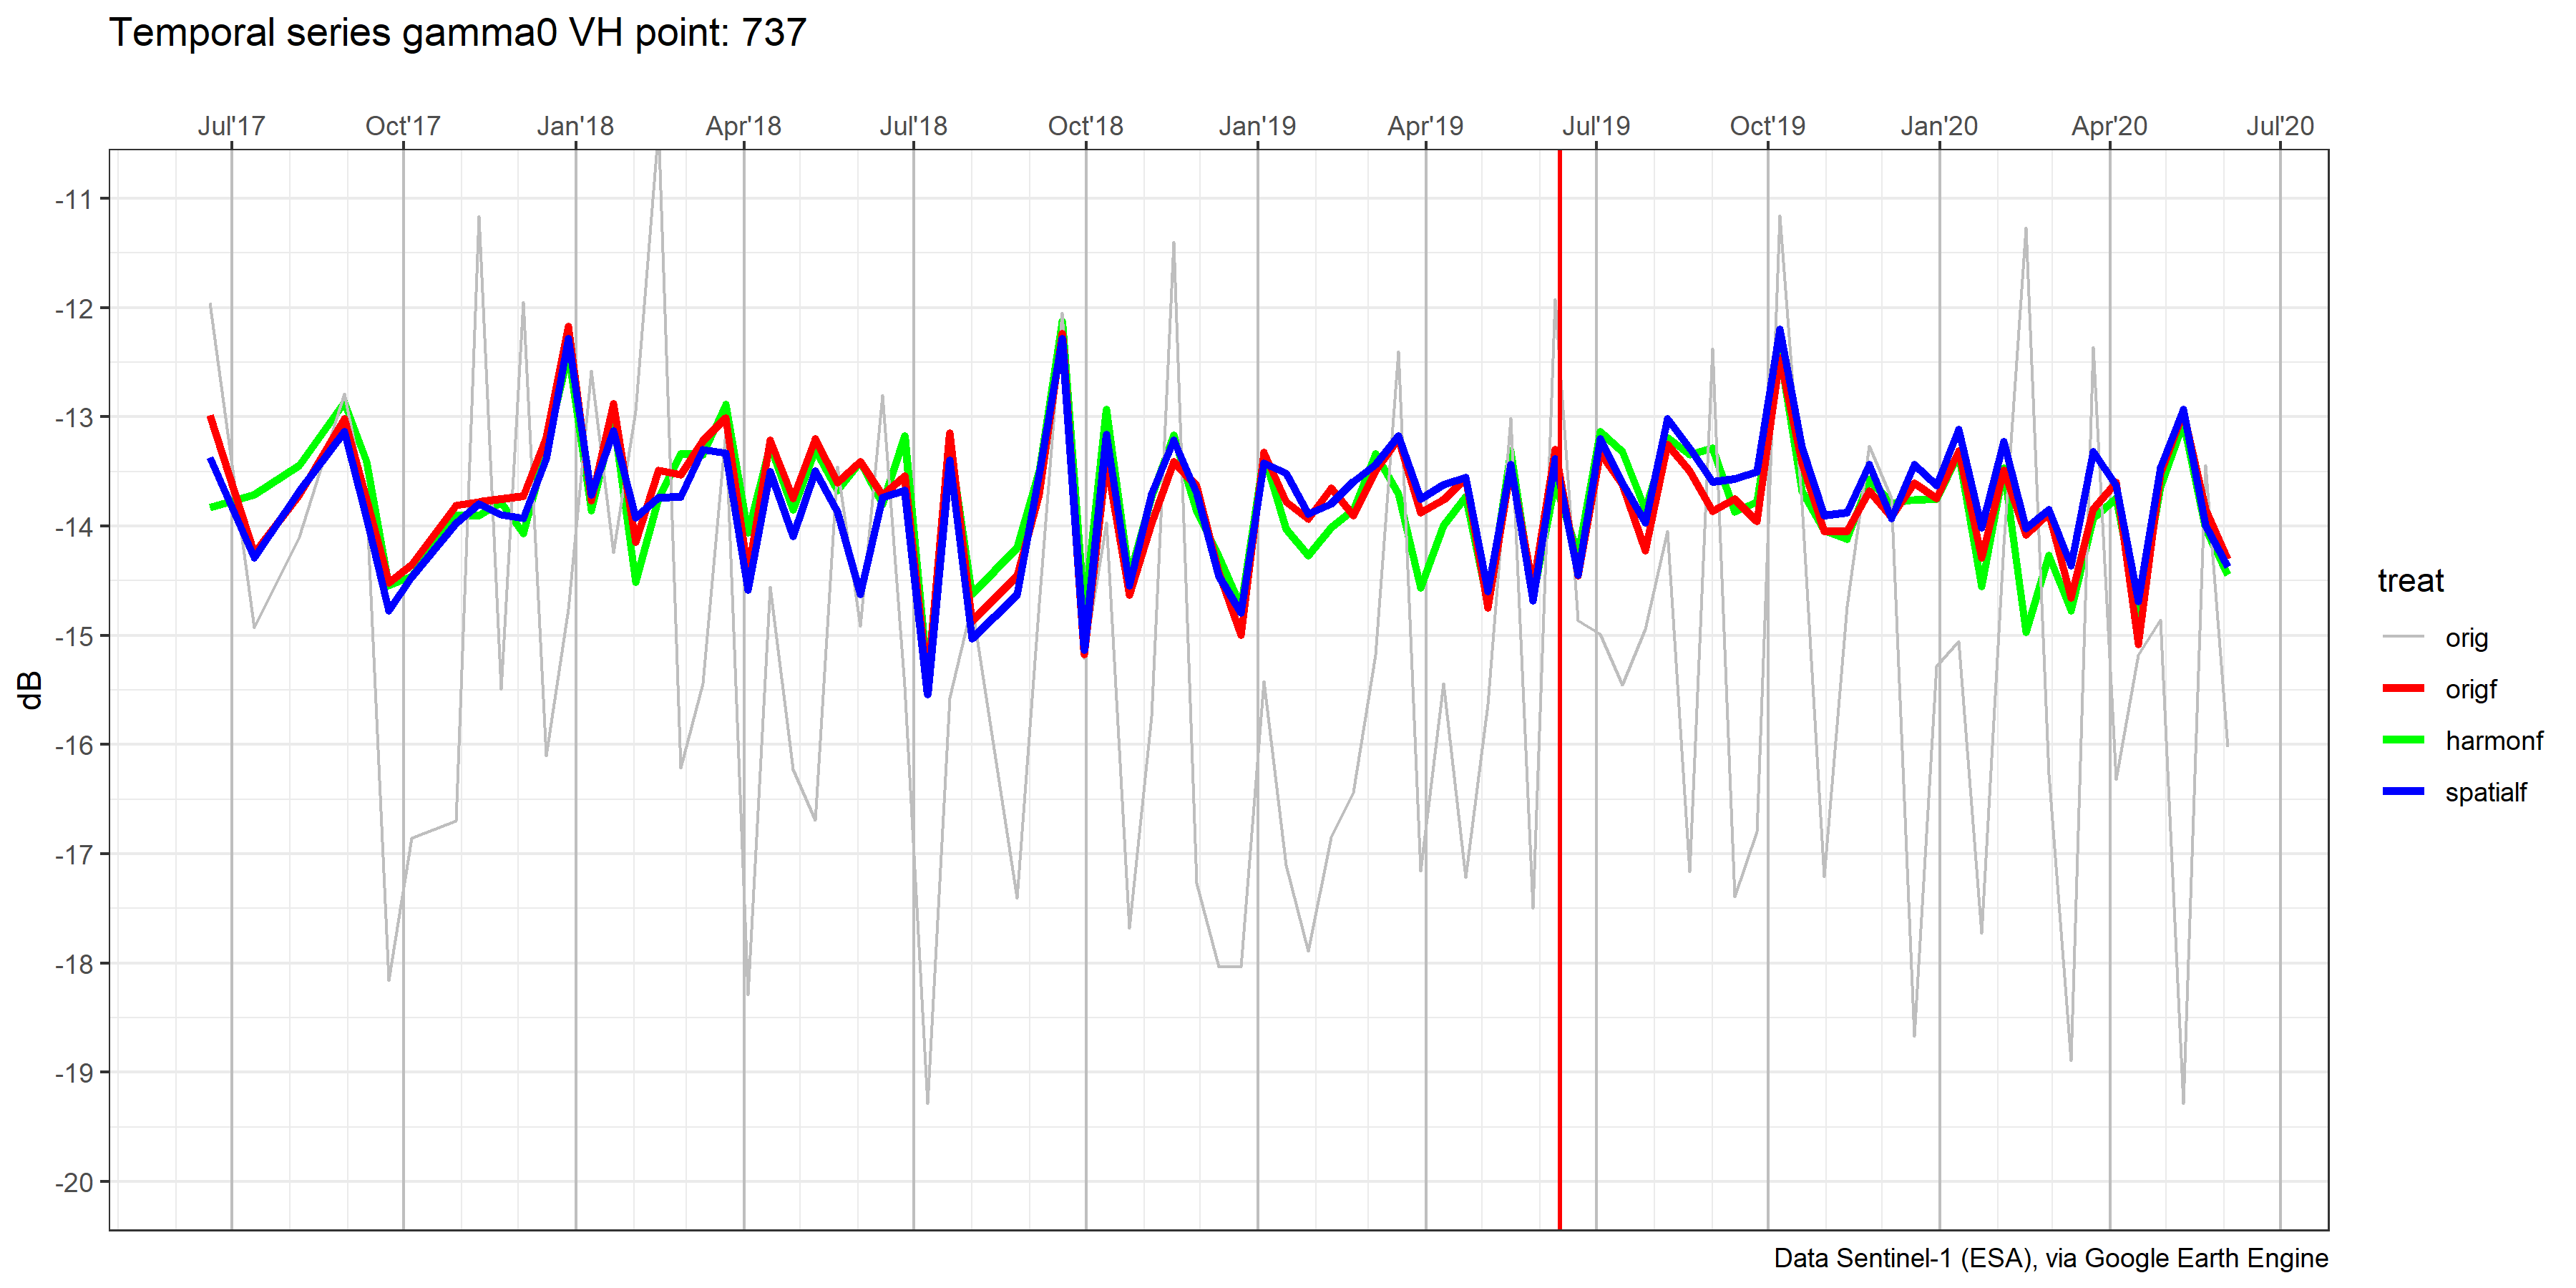 Temporal series gamma0 VH point: 737
Jul'17 Oct'17 Jan'18 Apr'18 Jul'18 Oct'18 Jan'19 Apr'19 Jul'19 Oct'19 Jan'20 Apr'20 Jul'20
-11
-12
-13
-14
-15
-16
-17
-18
-19
-20
dB
treat
orig
origf
harmonf
spatialf
Data Sentinel-1 (ESA), via Google Earth Engine